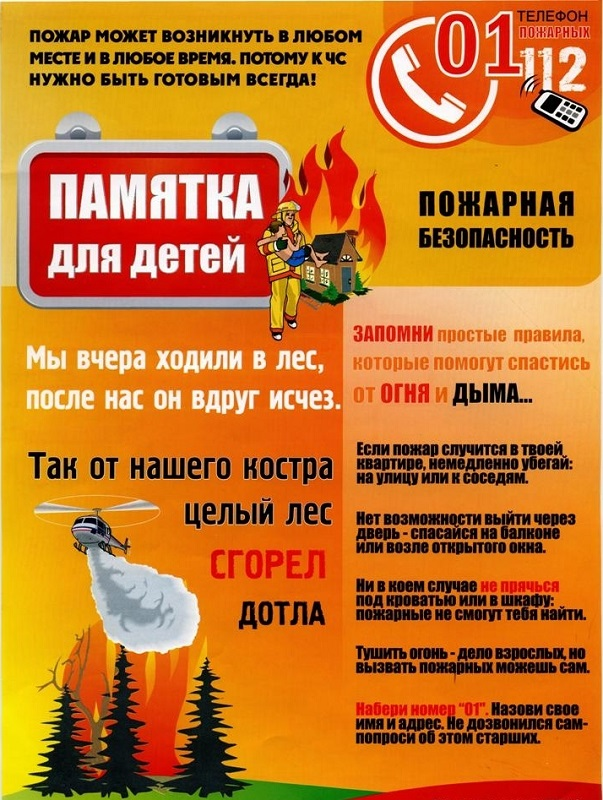 ПОЖАР МОЖЕТ ВОЗНИКНУТЬ В ЛЮБОМ
МЕСТЕ И В ЛЮБОЕ ВРЕМЯ. ПОТОМУ К ЧС
НУЖНО БЫТЬ ГОТОВЫМ ВСЕГДА!
01 ТЕЛЕФОН
ПОЖАРНЫХ
112
ПАМЯТКА
для детей
ПОЖАРНАЯ
БЕЗОПАСНОСТЬ
Мы вчера ходили в лес,
после нас он вдруг исчез.
Так от нашего костра
целый лес
СГОРЕЛ
ДОТЛА
ЗАПОМНИ простые правила,
которые помогут спастись
от ОГНЯ и ДЫМА...
Если пожар случится в твоей
квартире, немедленно убегай:
на улицу или к соседям.
Нет возможности выйти через
дверь - спасайся на балконе
или возле открытого окна.
Ни в коем случае не прячься
под кроватью или в шкафу:
пожарные не смогут тебя найти.
Тушить огонь - дело взрослых, но
вызвать пожарных можешь сам.
Набери номер "01". Назови свое
имя и адрес. Не дозвонился сам-
попроси об этом старших.